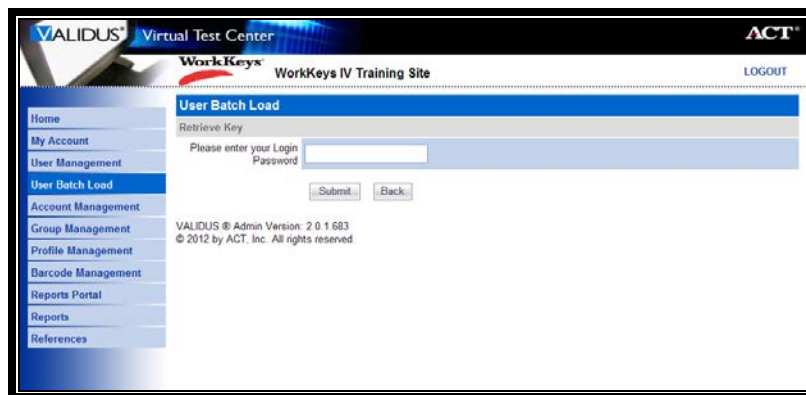 VALIDUS® Virtual Test Center
ACT®
WorkKeys®
WorkKeys IV Training Site
LOGOUT
Home
My Account
User Management
User Batch Load
Account Management
Group Management
Profile Management
Barcode Management
Reports Portal
Reports
References
User Batch Load
Retrieve Key
Please enter your Login
Password
Submit Back
VALIDUS ® Admin Version: 2.0.1.683
© 2012 by ACT, Inc. All rights reserved.